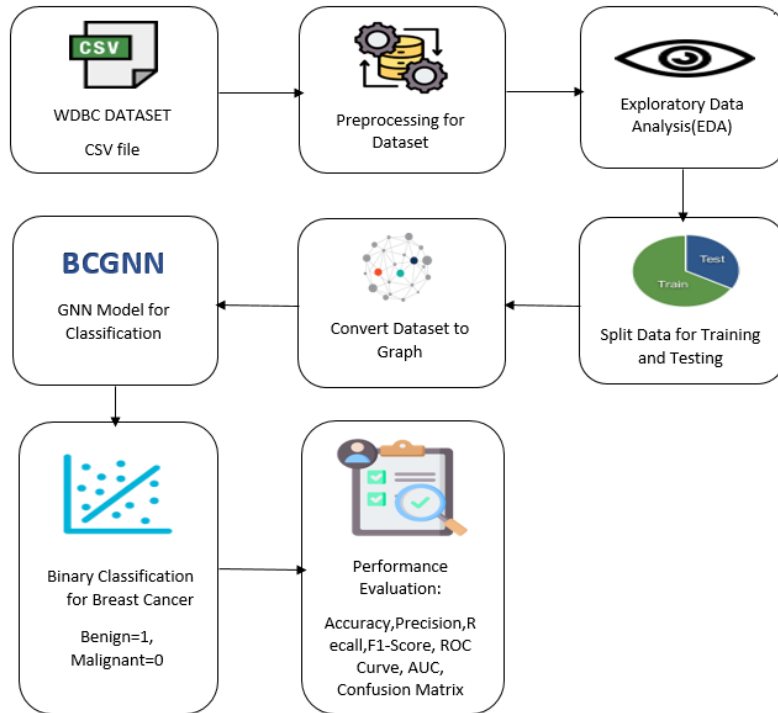 CSV
WDBC DATASET
CSV file
Preprocessing for
Dataset
Exploratory Data
Analysis(EDA)
Test
Train
Split Data for Training
and Testing
Convert Dataset to
Graph
BCGNN
GNN Model for
Classification
Binary Classification
for Breast Cancer
Benign=1,
Malignant=0
Performance
Evaluation:
Accuracy,Precision,R
ecall,F1-Score, ROC
Curve, AUC,
Confusion Matrix